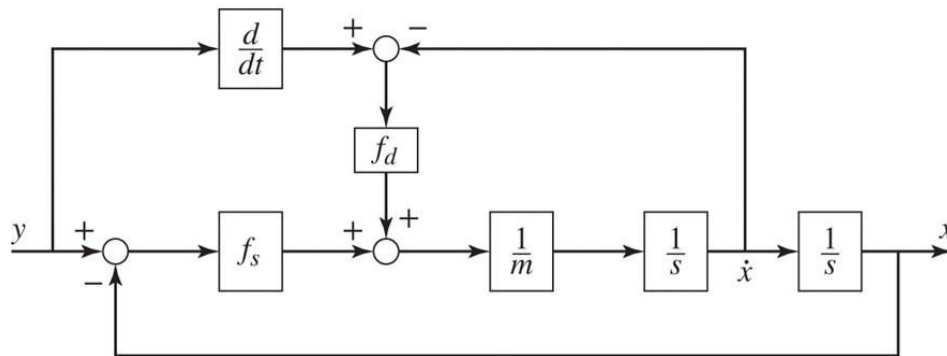 d
dt
+
−
f_d
y
+
−
f_s
+
+
1
m
1
s
ẋ
1
s
x